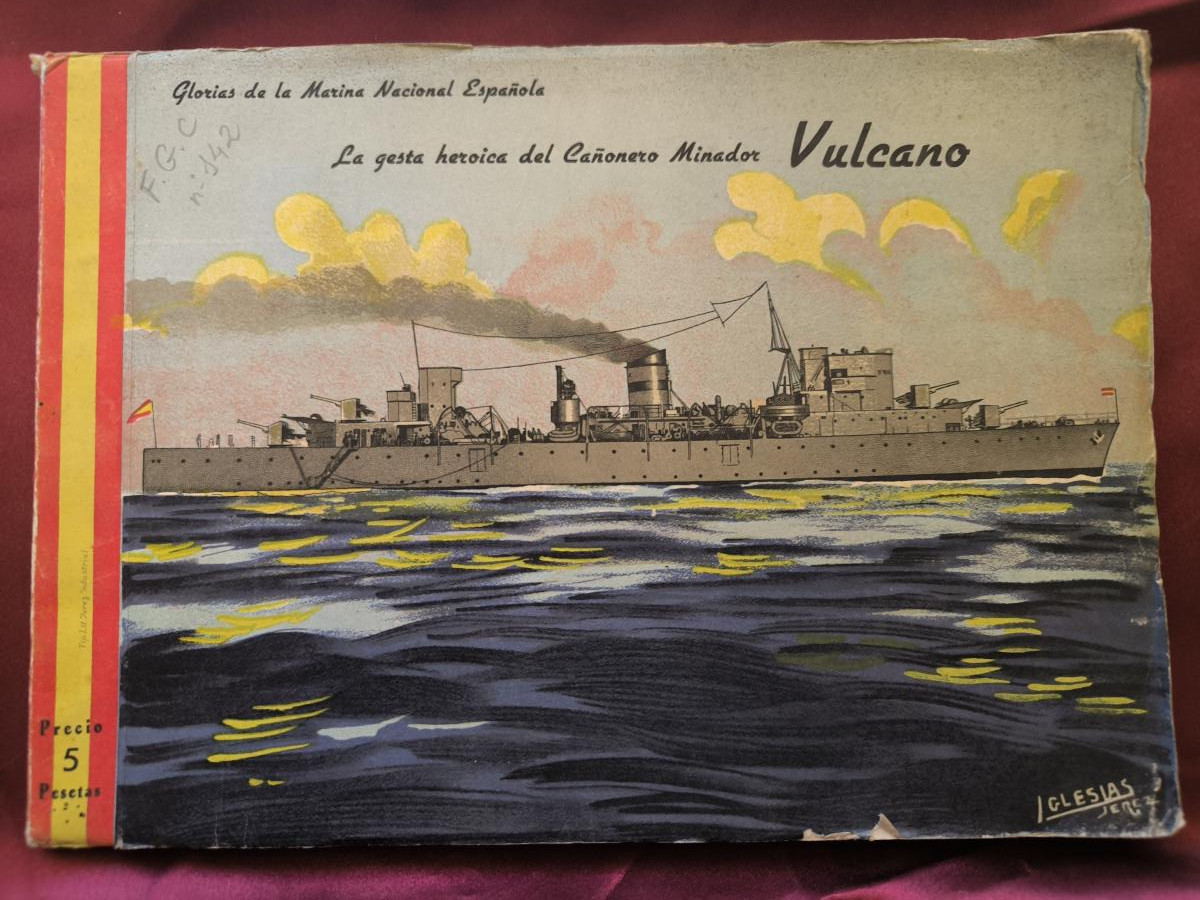 Glorias de la Marina Nacional Española
La gesta heroica del Cañonero Minador Vulcano
F. G. C
nº 142
Precio
5
Pesetas
IGLESIAS
JEREZ